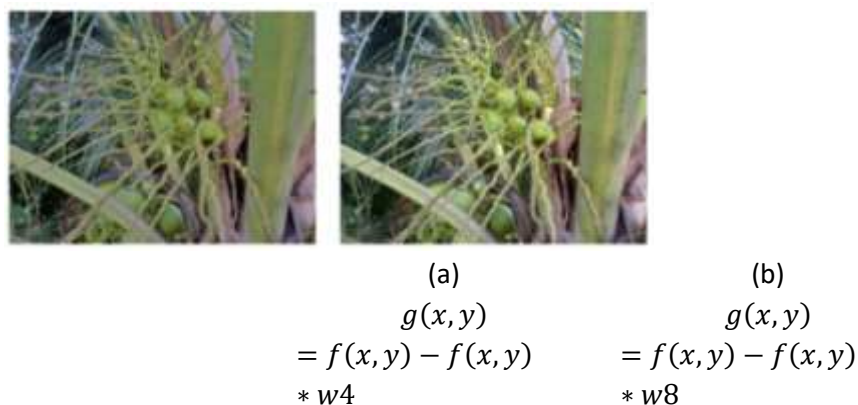 (a) (b)
g(x, y) g(x, y)
= f(x, y) − f(x, y) = f(x, y) − f(x, y)
∗ w4 ∗ w8